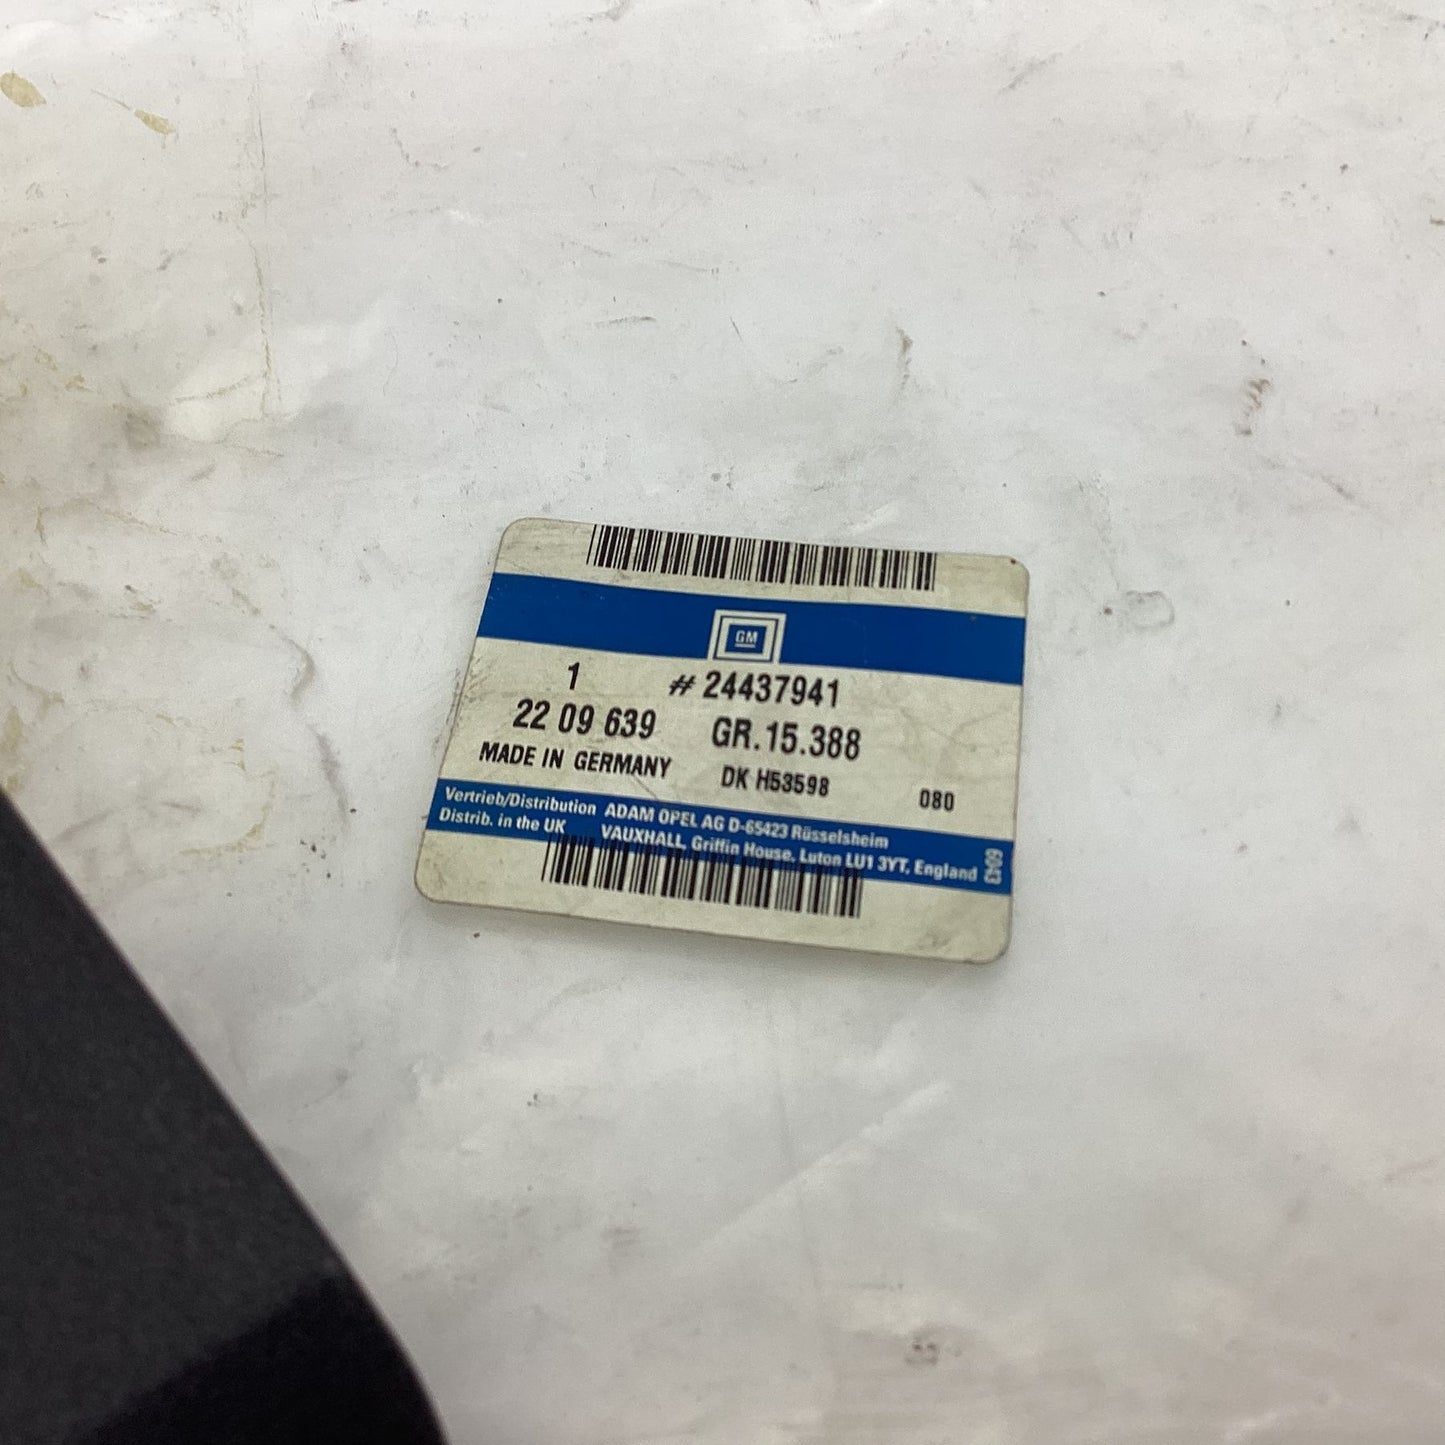 GM
1 # 24437941
22 09 639 GR.15.388
MADE IN GERMANY DK H53598 080
Vertrieb/Distribution ADAM OPEL AG D-65423 Rüsselsheim
Distrib. in the UK VAUXHALL, Griffin House, Luton LU1 3YT, England
6043